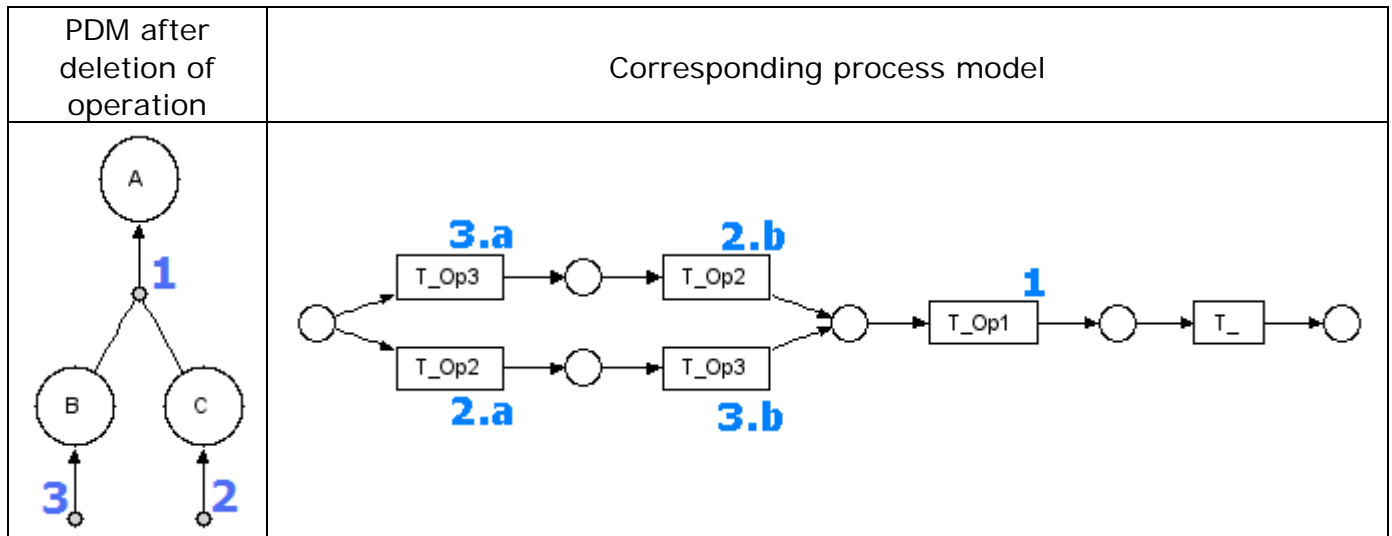 PDM after
deletion of
operation
Corresponding process model
A
1
B
C
3
2
3.a
2.b
T_Op3
T_Op2
1
T_Op1
T_
T_Op2
T_Op3
2.a
3.b